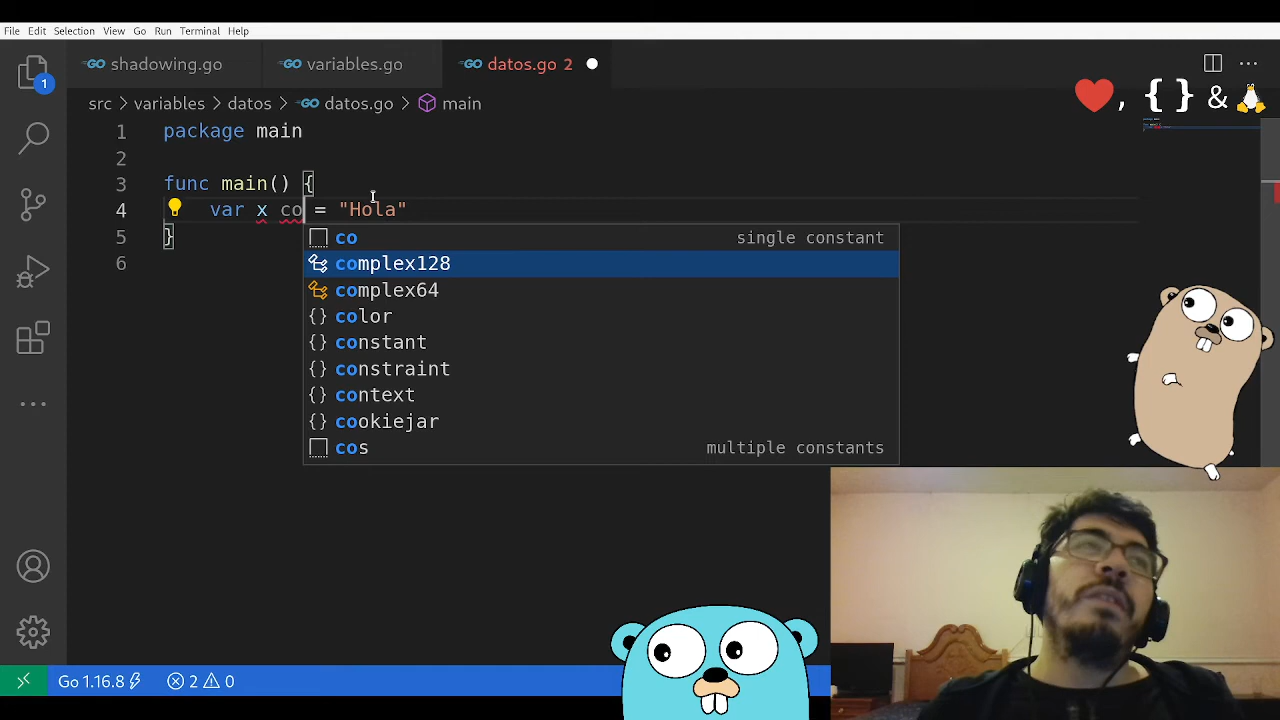 File Edit Selection View Go Run Terminal Help
shadowing.go variables.go datos.go 2
1
src > variables > datos > datos.go > main
, { } &
1 package main
2
3 func main() {
4 var x co = "Hola"
5 }
6
co single constant
complex128
complex64
color
constant
constraint
context
cookiejar
cos multiple constants
Go 1.16.8 2 0